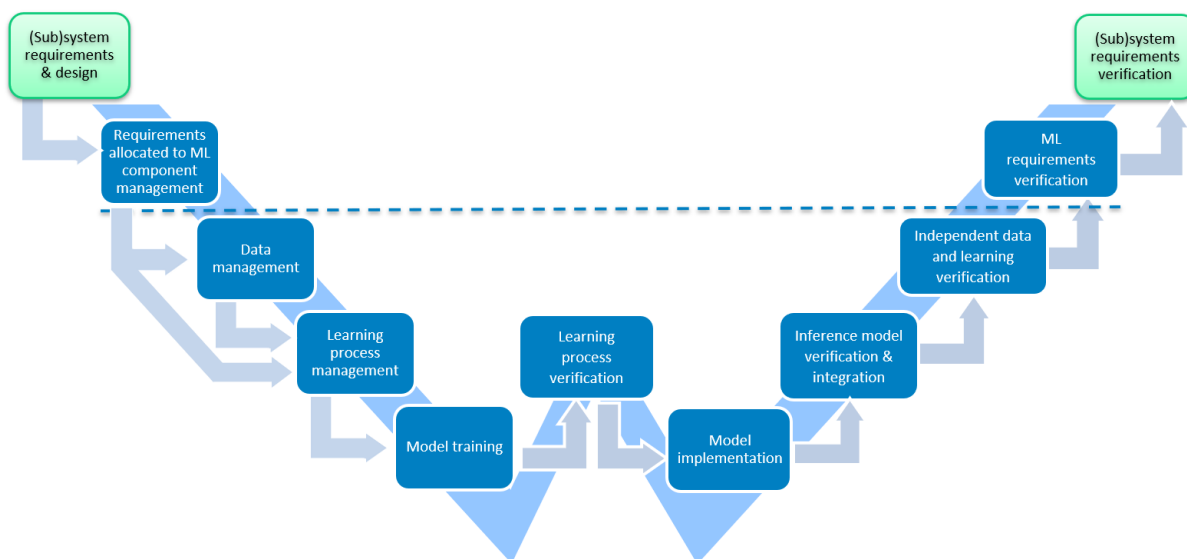 (Sub)system
requirements
& design
(Sub)system
requirements
verification
Requirements
allocated to ML
component
management
ML
requirements
verification
Data
management
Independent data
and learning
verification
Learning
process
management
Learning
process
verification
Inference model
verification &
integration
Model training
Model
implementation